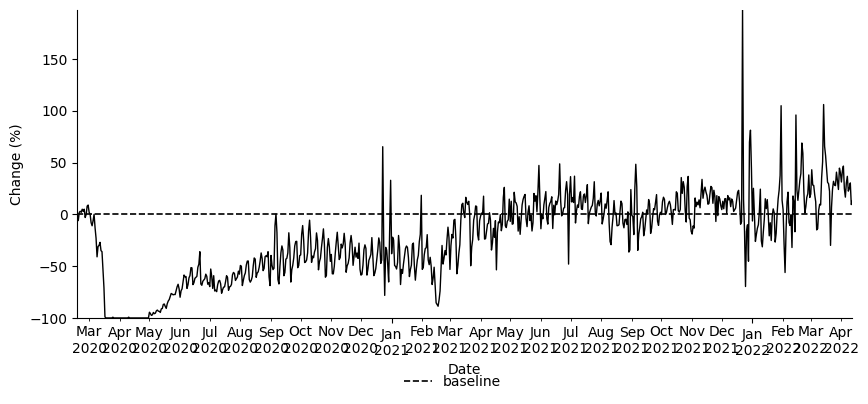 Change (%)
150
100
50
0
−50
−100
Mar Apr May Jun Jul Aug Sep Oct Nov Dec Jan Feb Mar Apr May Jun Jul Aug Sep Oct Nov Dec Jan Feb Mar Apr
2020 2020 2020 2020 2020 2020 2020 2020 2020 2020 2021 2021 2021 2021 2021 2021 2021 2021 2021 2021 2021 2021 2022 2022 2022 2022
Date
baseline